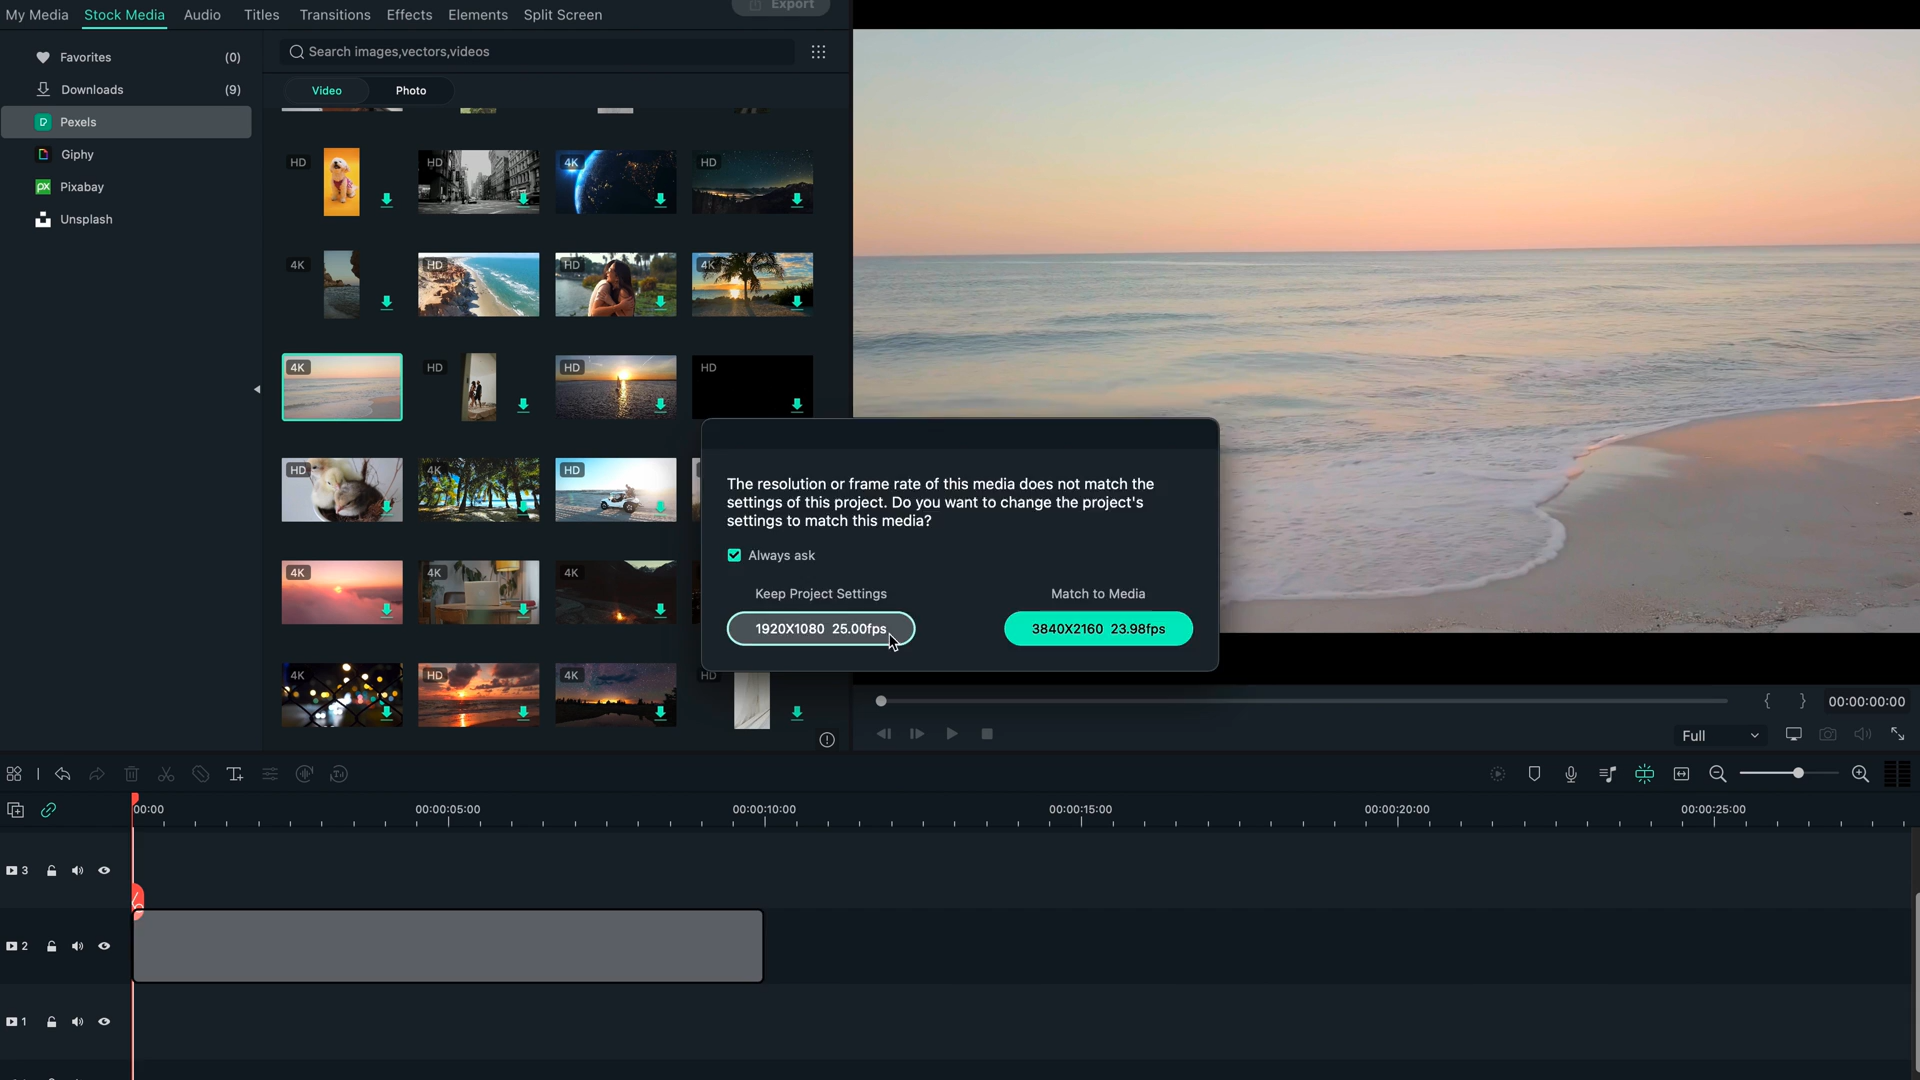 My Media Stock Media Audio Titles Transitions Effects Elements Split Screen
Export
Favorites (0)
Downloads (9)
Pexels
Giphy
Pixabay
Unsplash
Search images,vectors,videos
Video Photo
HD HD 4K HD
4K HD HD 4K
4K HD HD HD
HD 4K HD
4K 4K 4K
4K HD 4K HD
The resolution or frame rate of this media does not match the
settings of this project. Do you want to change the project's
settings to match this media?
Always ask
Keep Project Settings Match to Media
1920X1080 25.00fps 3840X2160 23.98fps
{ } 00:00:00:00
Full
00:00 00:00:05:00 00:00:10:00 00:00:15:00 00:00:20:00 00:00:25:00
3
2
1